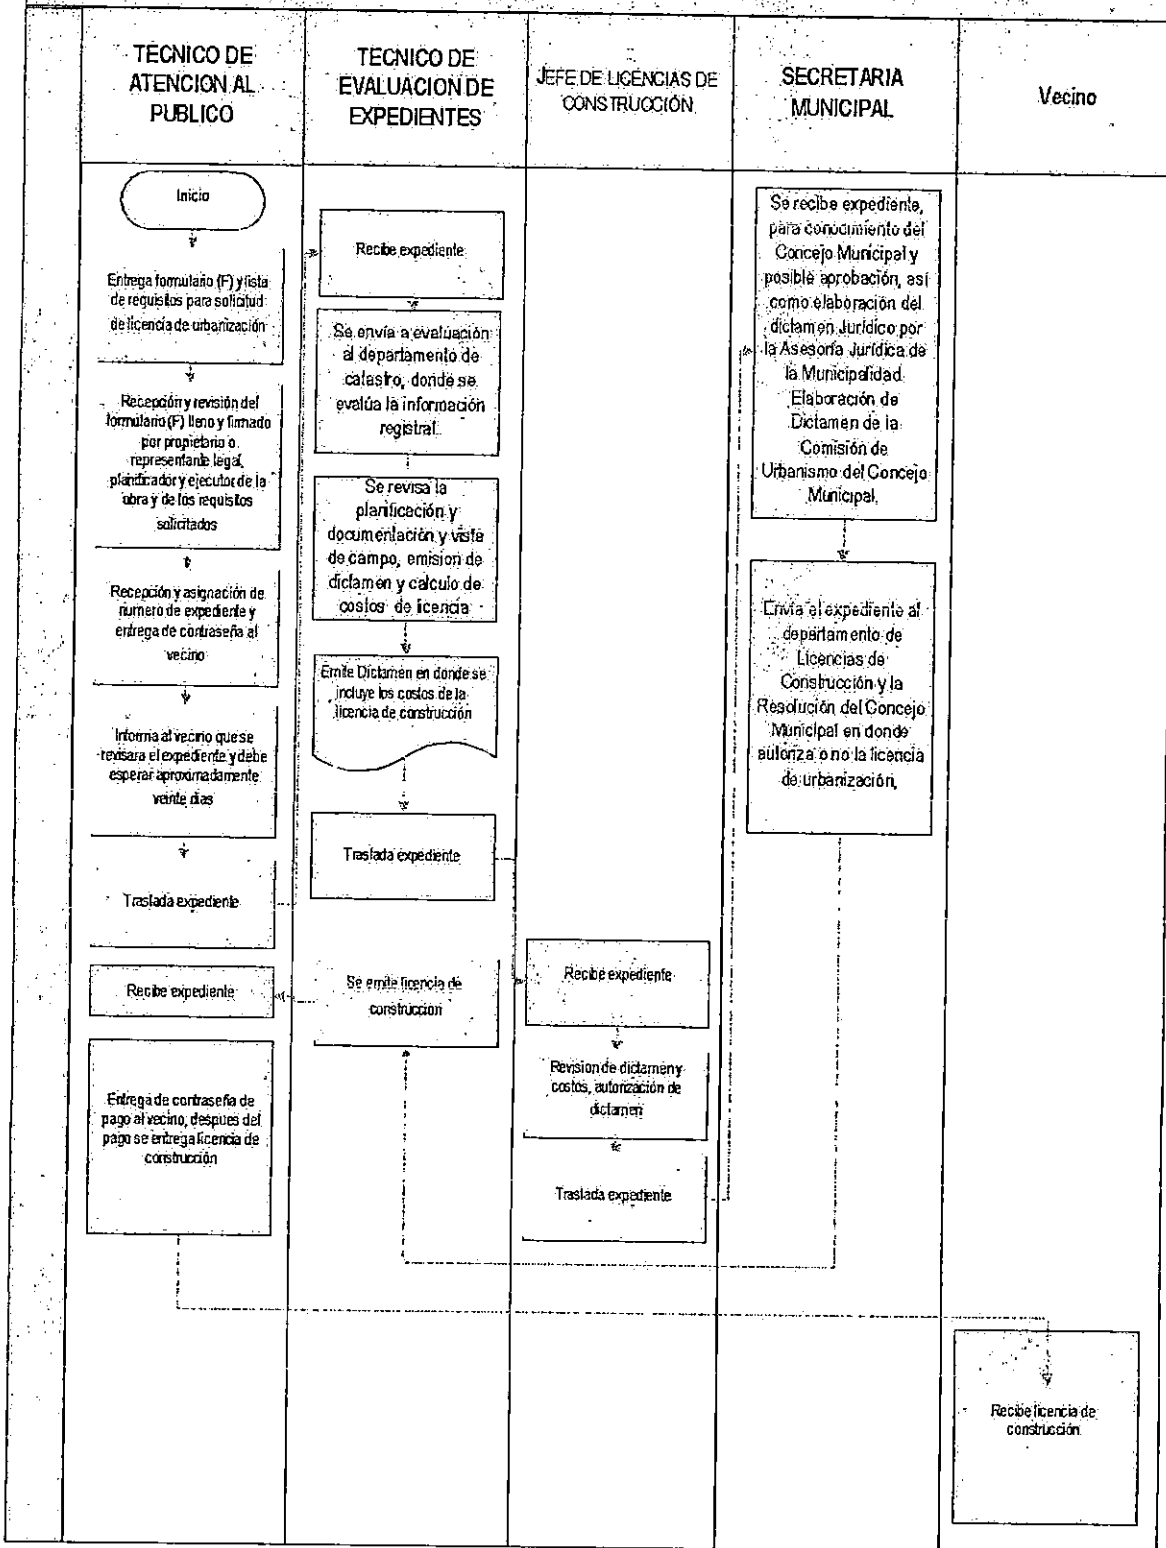 TECNICO DE
ATENCION AL
PUBLICO
TECNICO DE
EVALUACION DE
EXPEDIENTES
JEFE DE LICENCIAS DE
CONSTRUCCIÓN
SECRETARIA
MUNICIPAL
Vecino
Inicio
Entrega formulario (F) y lista
de requisitos para solicitud
de licencia de urbanización
Recepción y revisión del
formulario (F) lleno y firmado
por propietario o
representante legal,
planificador y ejecutor de la
obra y de los requisitos
solicitados
Recepción y asignación de
numero de expediente y
entrega de contraseña al
vecino
Informa al vecino que se
revisara el expediente y debe
esperar aproximadamente
veinte dias
Traslada expediente
Recibe expediente
Entrega de contraseña de
pago al vecino, despues del
pago se entrega licencia de
construcción
Recibe expediente
Se envía a evaluación
al departamento de
catastro, donde se
evalúa la información
registral.
Se revisa la
planificación y
documentación y visita
de campo, emision de
dictamen y calculo de
costos de licencia
Emite Dictamen en donde se
incluye los costos de la
licencia de construcción
Traslada expediente
Se emite licencia de
construccion
Recibe expediente
Revision de dictamen y
costos, autorización de
dictamen
Traslada expediente
Se recibe expediente,
para conocimiento del
Concejo Municipal y
posible aprobación, así
como elaboración del
dictamen Jurídico por
la Asesoría Jurídica de
la Municipalidad
Elaboración de
Dictamen de la
Comisión de
Urbanismo del Concejo
Municipal,
Envía el expediente al
departamento de
Licencias de
Construcción y la
Resolución del Concejo
Municipal en donde
autoriza o no la licencia
de urbanización,
Recibe licencia de
construcción